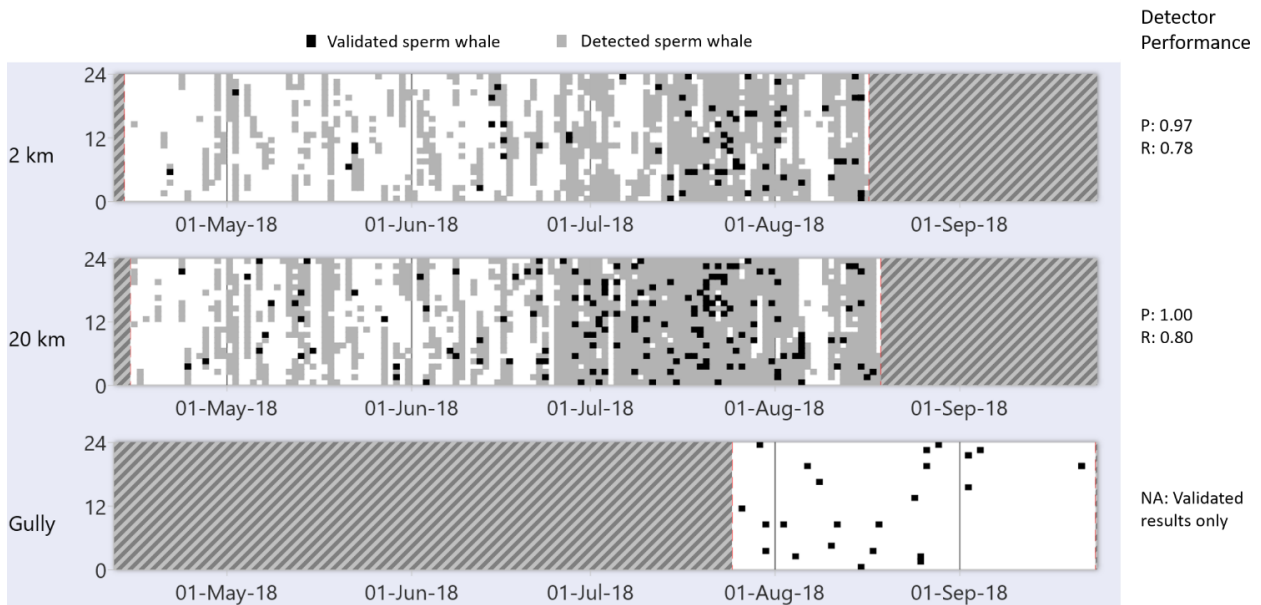 Detector
Performance
Validated sperm whale Detected sperm whale
24
12
0
2 km
P: 0.97
R: 0.78
01-May-18 01-Jun-18 01-Jul-18 01-Aug-18 01-Sep-18
24
12
0
20 km
P: 1.00
R: 0.80
01-May-18 01-Jun-18 01-Jul-18 01-Aug-18 01-Sep-18
24
12
0
Gully
NA: Validated
results only
01-May-18 01-Jun-18 01-Jul-18 01-Aug-18 01-Sep-18